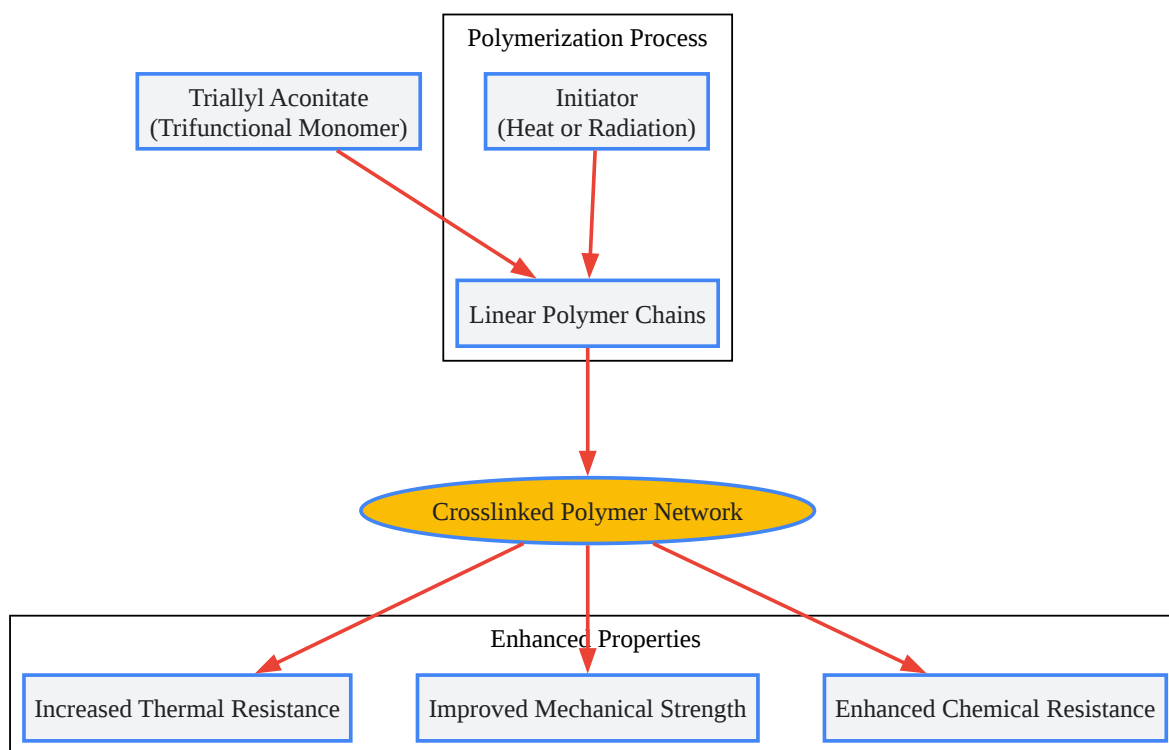 Polymerization Process
Triallyl Aconitate
(Trifunctional Monomer)
Initiator
(Heat or Radiation)
Linear Polymer Chains
Crosslinked Polymer Network
Enhanced Properties
Increased Thermal Resistance
Improved Mechanical Strength
Enhanced Chemical Resistance